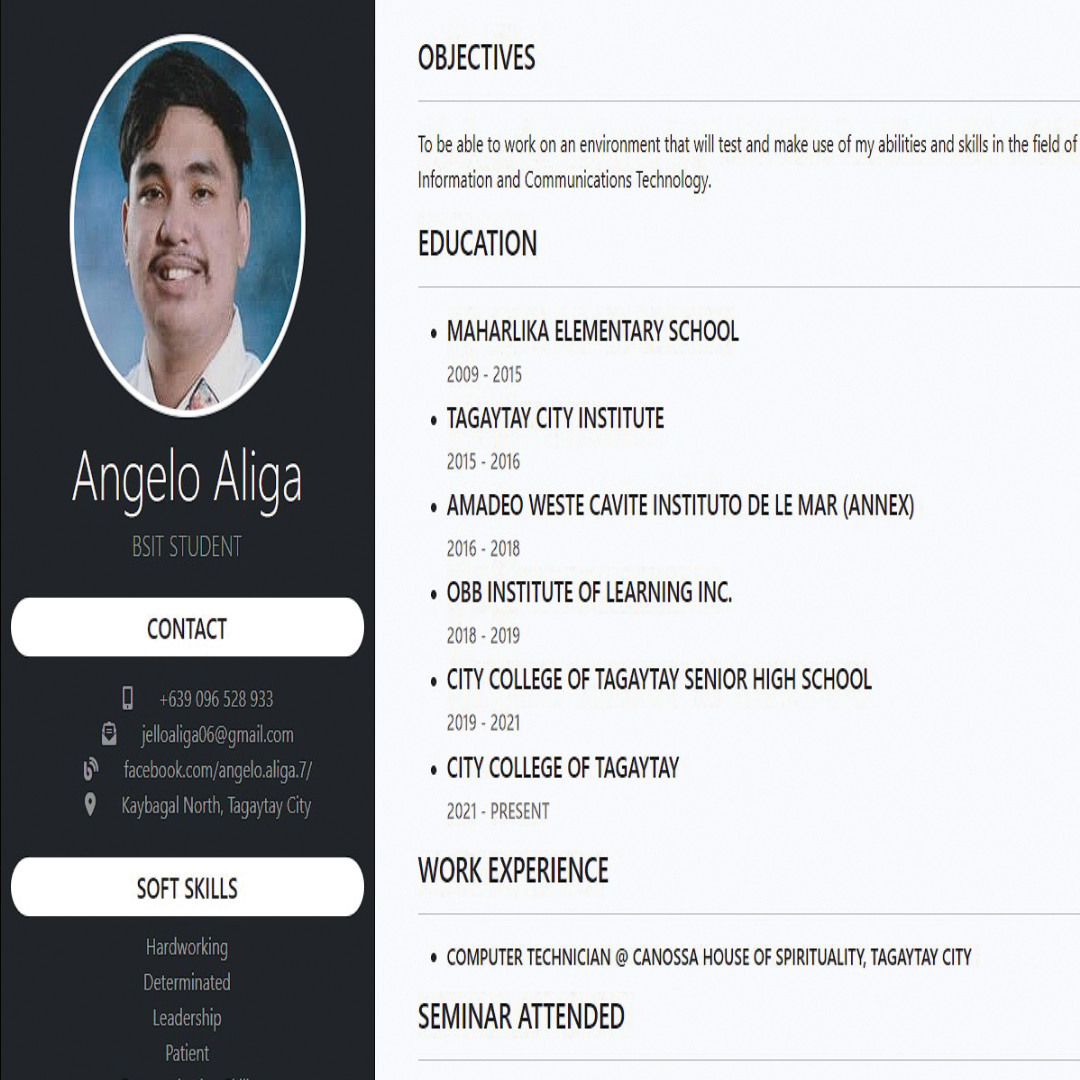 Angelo Aliga
BSIT STUDENT
CONTACT
+639 096 528 933
jelloaliga06@gmail.com
facebook.com/angelo.aliga.7/
Kaybagal North, Tagaytay City
SOFT SKILLS
Hardworking
Determinated
Leadership
Patient
OBJECTIVES
To be able to work on an environment that will test and make use of my abilities and skills in the field of
Information and Communications Technology.
EDUCATION
MAHARLIKA ELEMENTARY SCHOOL
2009 - 2015
TAGAYTAY CITY INSTITUTE
2015 - 2016
AMADEO WESTE CAVITE INSTITUTO DE LE MAR (ANNEX)
2016 - 2018
OBB INSTITUTE OF LEARNING INC.
2018 - 2019
CITY COLLEGE OF TAGAYTAY SENIOR HIGH SCHOOL
2019 - 2021
CITY COLLEGE OF TAGAYTAY
2021 - PRESENT
WORK EXPERIENCE
COMPUTER TECHNICIAN @ CANOSSA HOUSE OF SPIRITUALITY, TAGAYTAY CITY
SEMINAR ATTENDED